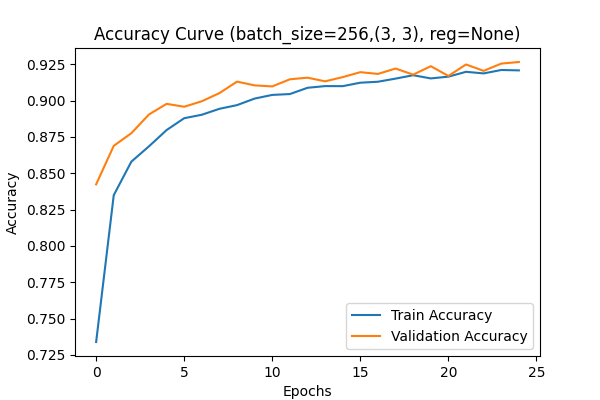 Accuracy Curve (batch_size=256,(3, 3), reg=None)
0.925
0.900
0.875
0.850
0.825
0.800
0.775
0.750
0.725
Accuracy
0 5 10 15 20 25
Epochs
Train Accuracy
Validation Accuracy